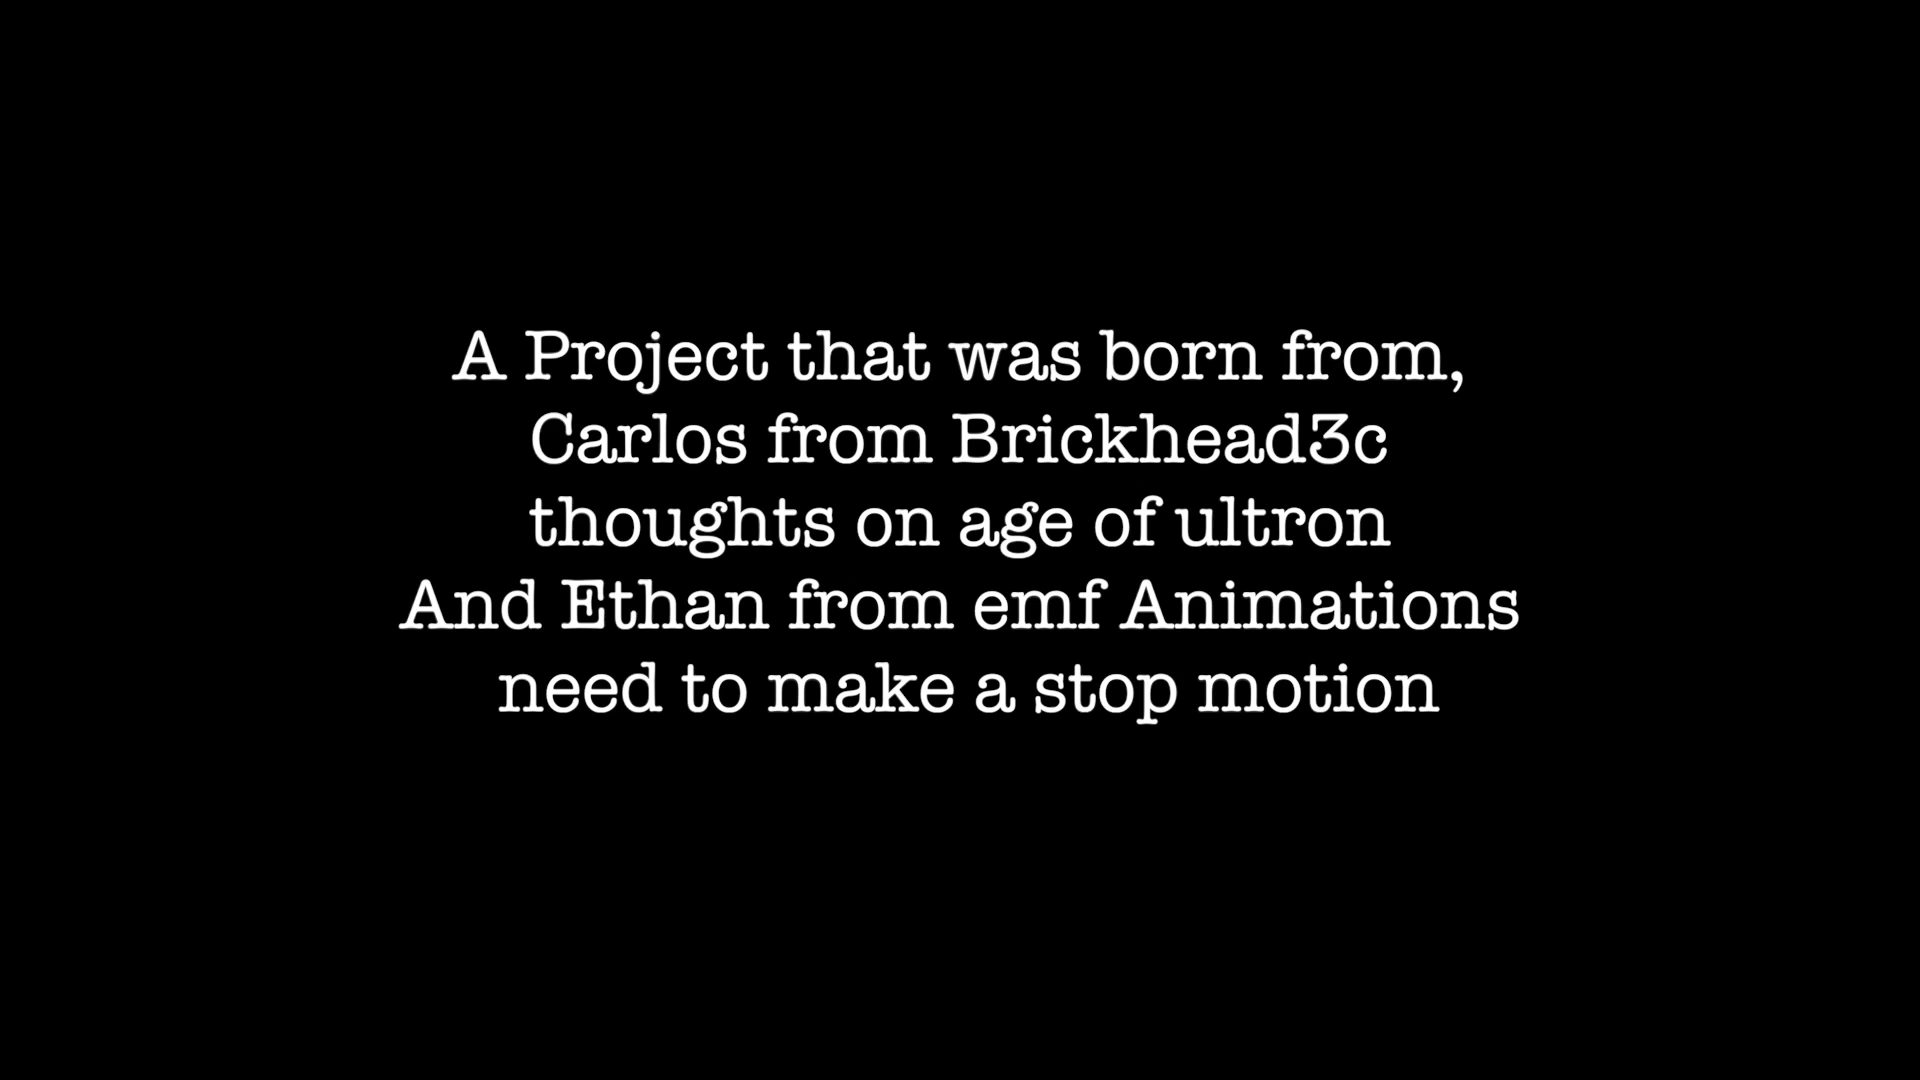 A Project that was born from,
Carlos from Brickhead3c
thoughts on age of ultron
And Ethan from emf Animations
need to make a stop motion